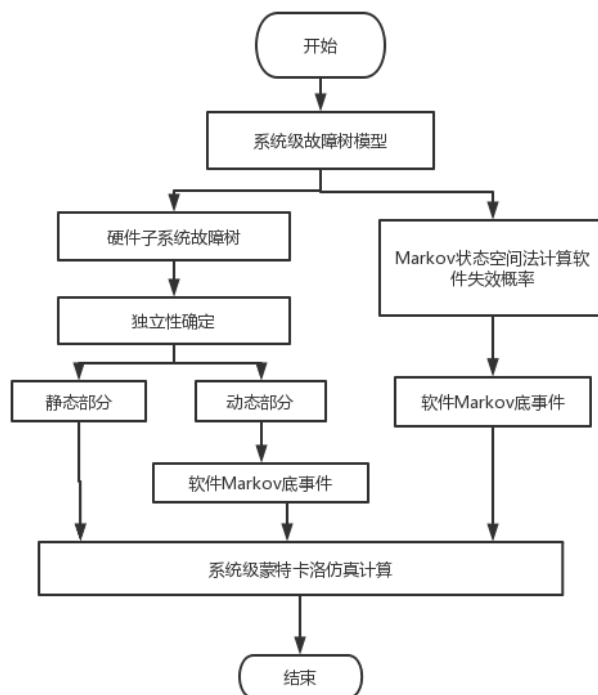 开始
系统级故障树模型
硬件子系统故障树
Markov状态空间法计算软
件失效概率
独立性确定
静态部分
动态部分
软件Markov底事件
软件Markov底事件
系统级蒙特卡洛仿真计算
结束